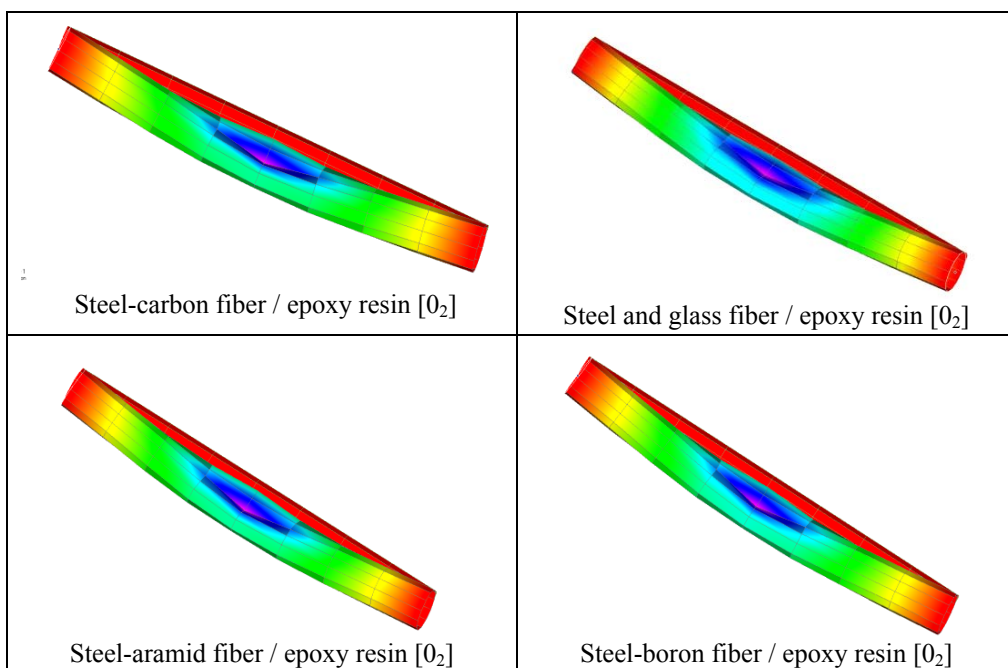 Steel-carbon fiber / epoxy resin [0₂]
Steel and glass fiber / epoxy resin [0₂]
Steel-aramid fiber / epoxy resin [0₂]
Steel-boron fiber / epoxy resin [0₂]